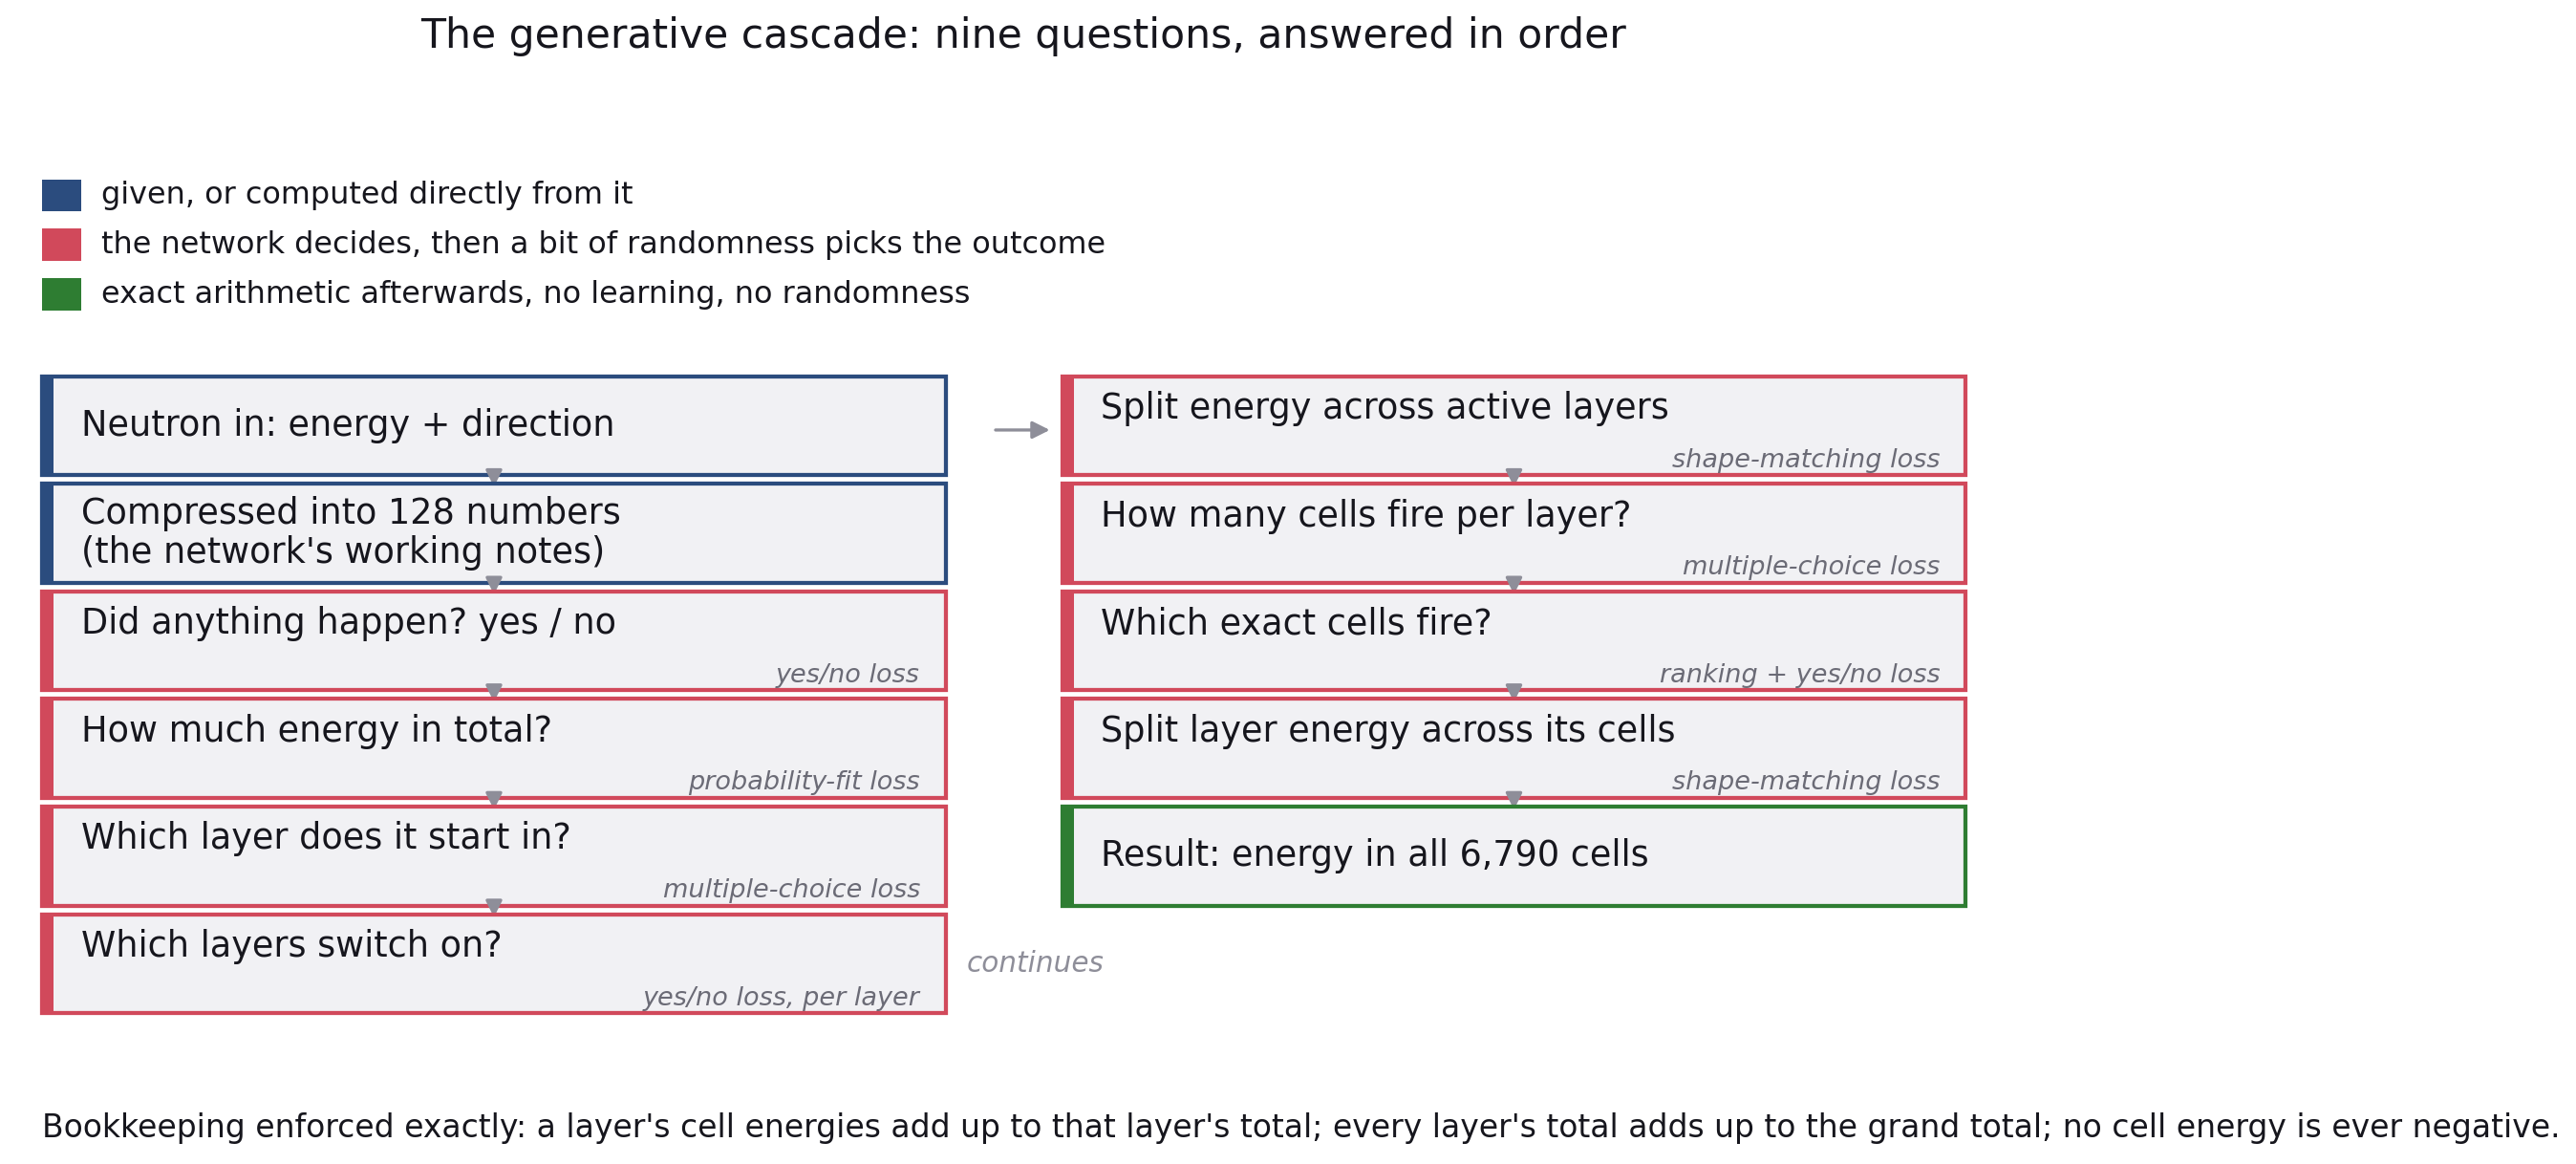 The generative cascade: nine questions, answered in order
given, or computed directly from it
the network decides, then a bit of randomness picks the outcome
exact arithmetic afterwards, no learning, no randomness
Neutron in: energy + direction
Compressed into 128 numbers
(the network's working notes)
Did anything happen? yes / no
yes/no loss
How much energy in total?
probability-fit loss
Which layer does it start in?
multiple-choice loss
Which layers switch on?
yes/no loss, per layer
continues
Split energy across active layers
shape-matching loss
How many cells fire per layer?
multiple-choice loss
Which exact cells fire?
ranking + yes/no loss
Split layer energy across its cells
shape-matching loss
Result: energy in all 6,790 cells
Bookkeeping enforced exactly: a layer's cell energies add up to that layer's total; every layer's total adds up to the grand total; no cell energy is ever negative.